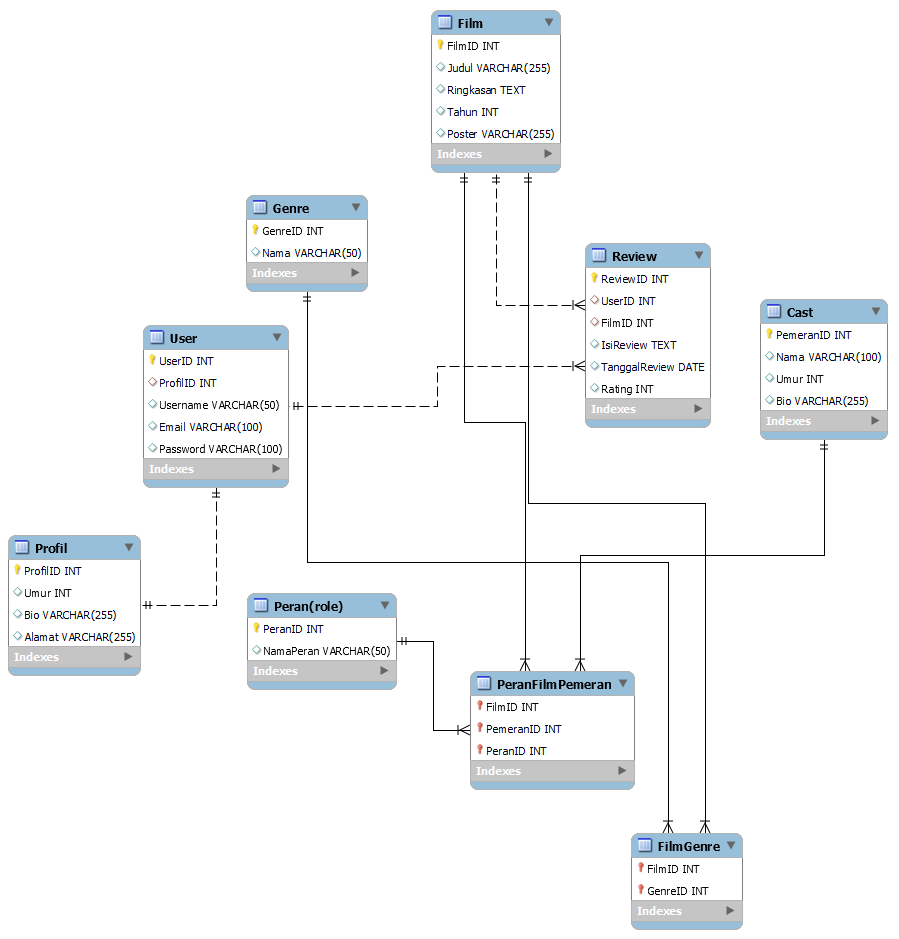 Film
FilmID INT
Judul VARCHAR(255)
Ringkasan TEXT
Tahun INT
Poster VARCHAR(255)
Indexes
Genre
GenreID INT
Nama VARCHAR(50)
Indexes
Review
ReviewID INT
UserID INT
FilmID INT
IsiReview TEXT
TanggalReview DATE
Rating INT
Indexes
Cast
PemeranID INT
Nama VARCHAR(100)
Umur INT
Bio VARCHAR(255)
Indexes
User
UserID INT
ProfilID INT
Username VARCHAR(50)
Email VARCHAR(100)
Password VARCHAR(100)
Indexes
Profil
ProfilID INT
Umur INT
Bio VARCHAR(255)
Alamat VARCHAR(255)
Indexes
Peran(role)
PeranID INT
NamaPeran VARCHAR(50)
Indexes
PeranFilmPemeran
FilmID INT
PemeranID INT
PeranID INT
Indexes
FilmGenre
FilmID INT
GenreID INT
Indexes